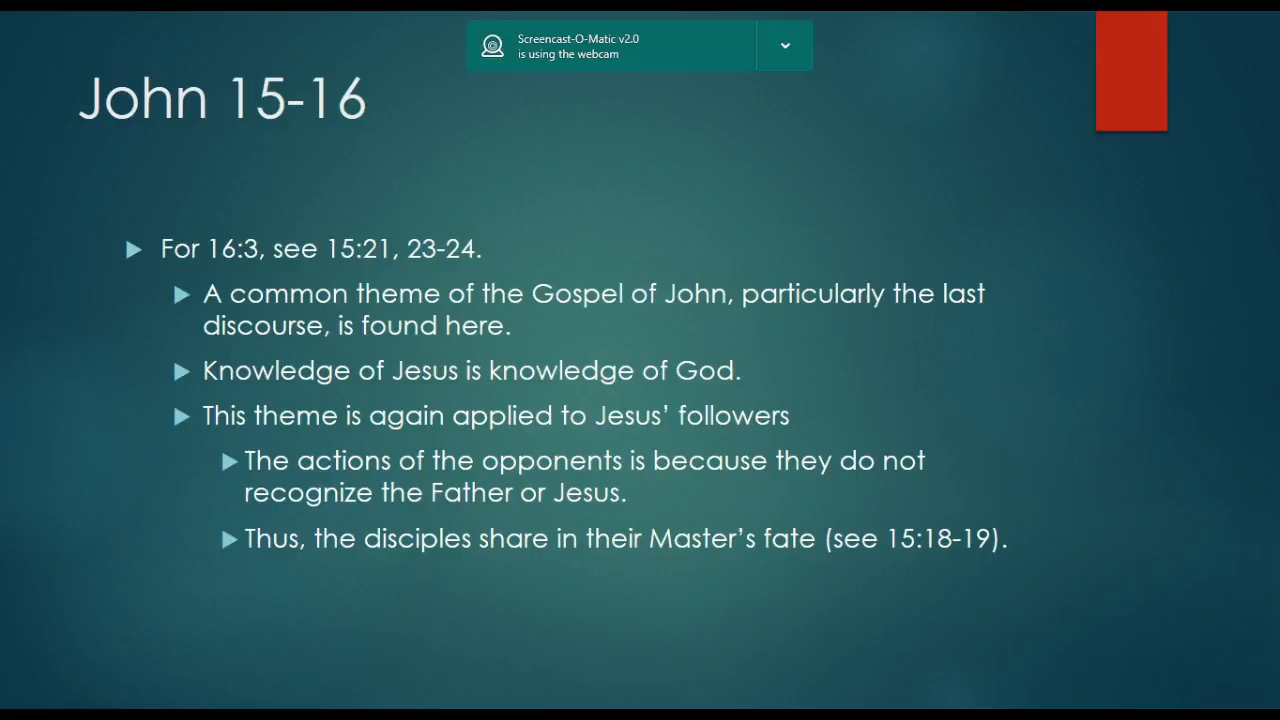 Screencast-O-Matic v2.0
is using the webcam
John 15-16
For 16:3, see 15:21, 23-24.
A common theme of the Gospel of John, particularly the last
discourse, is found here.
Knowledge of Jesus is knowledge of God.
This theme is again applied to Jesus’ followers
The actions of the opponents is because they do not
recognize the Father or Jesus.
Thus, the disciples share in their Master’s fate (see 15:18-19).